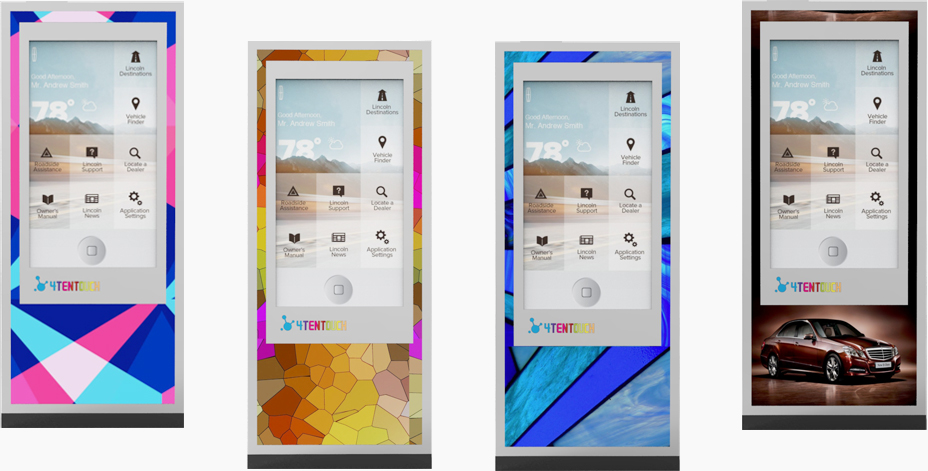 Good Afternoon,
Mr. Andrew Smith
78°
Lincoln
Destinations
Vehicle
Finder
Roadside
Assistance
Lincoln
Support
Locate a
Dealer
Owner's
Manual
Lincoln
News
Application
Settings
Good Afternoon,
Mr. Andrew Smith
78°
Lincoln
Destinations
Vehicle
Finder
Roadside
Assistance
Lincoln
Support
Locate a
Dealer
Owner's
Manual
Lincoln
News
Application
Settings
Good Afternoon,
Mr. Andrew Smith
78°
Lincoln
Destinations
Vehicle
Finder
Roadside
Assistance
Lincoln
Support
Locate a
Dealer
Owner's
Manual
Lincoln
News
Application
Settings
Good Afternoon,
Mr. Andrew Smith
78°
Lincoln
Destinations
Vehicle
Finder
Roadside
Assistance
Lincoln
Support
Locate a
Dealer
Owner's
Manual
Lincoln
News
Application
Settings